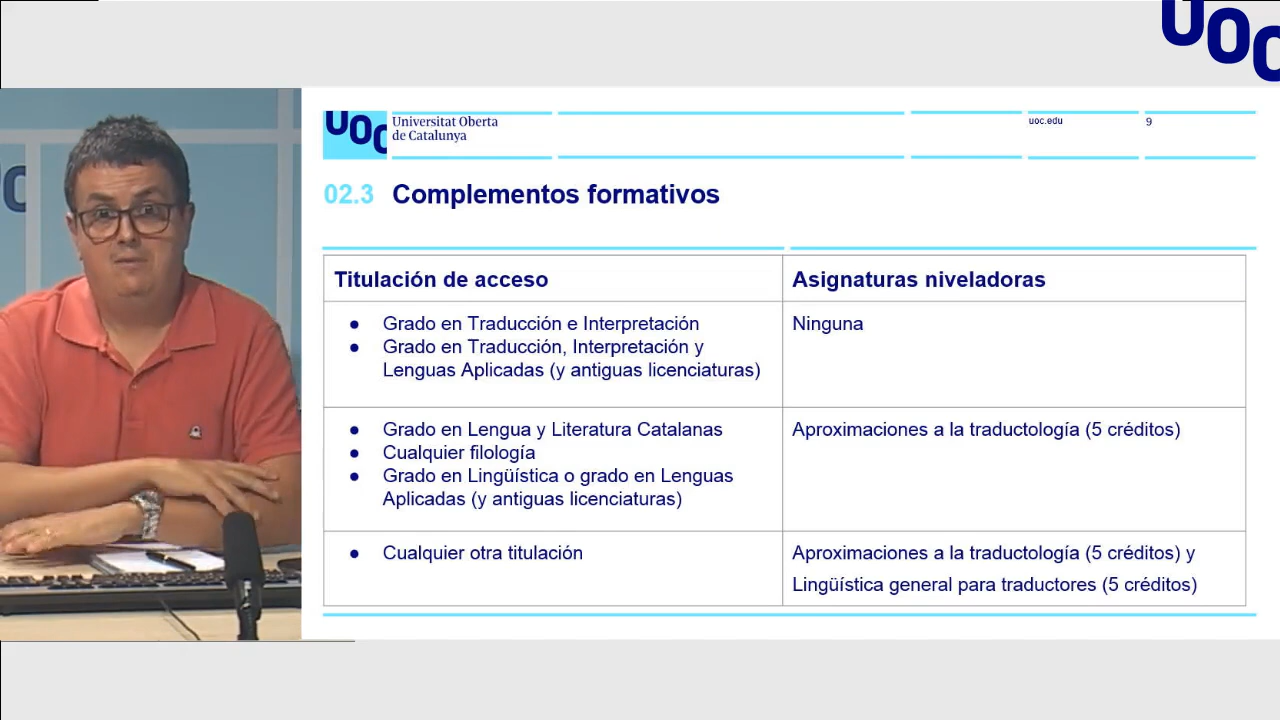 UOC
UOC
Universitat Oberta
de Catalunya
uoc.edu
9
02.3 Complementos formativos
Titulación de acceso
Asignaturas niveladoras
● Grado en Traducción e Interpretación
● Grado en Traducción, Interpretación y
Lenguas Aplicadas (y antiguas licenciaturas)
Ninguna
● Grado en Lengua y Literatura Catalanas
● Cualquier filología
● Grado en Lingüística o grado en Lenguas
Aplicadas (y antiguas licenciaturas)
Aproximaciones a la traductología (5 créditos)
● Cualquier otra titulación
Aproximaciones a la traductología (5 créditos) y
Lingüística general para traductores (5 créditos)